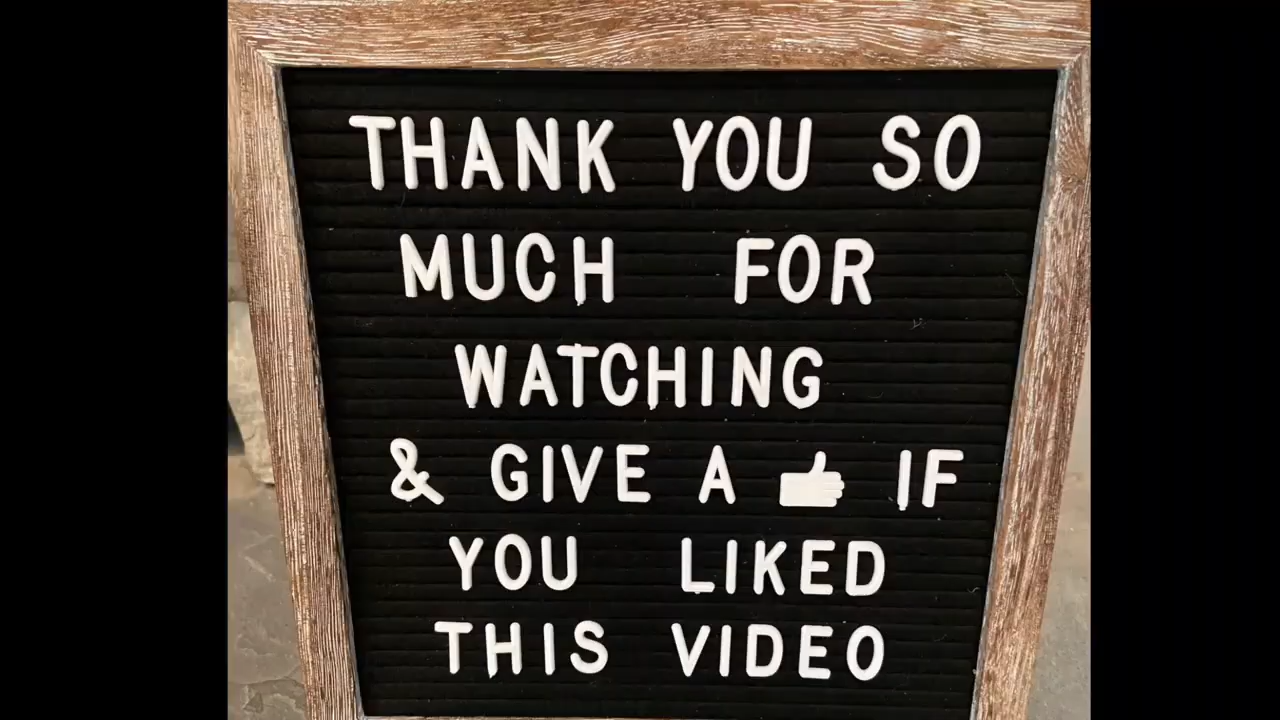 THANK YOU SO
MUCH FOR
WATCHING
& GIVE A 👍 IF
YOU LIKED
THIS VIDEO